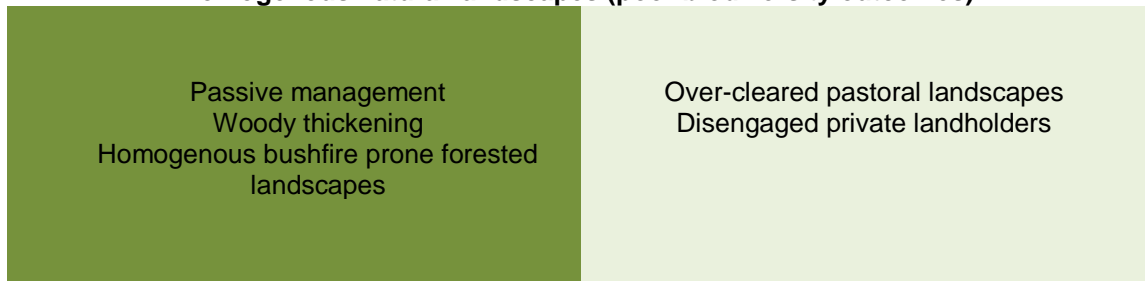 Passive management
Woody thickening
Homogenous bushfire prone forested
landscapes
Over-cleared pastoral landscapes
Disengaged private landholders